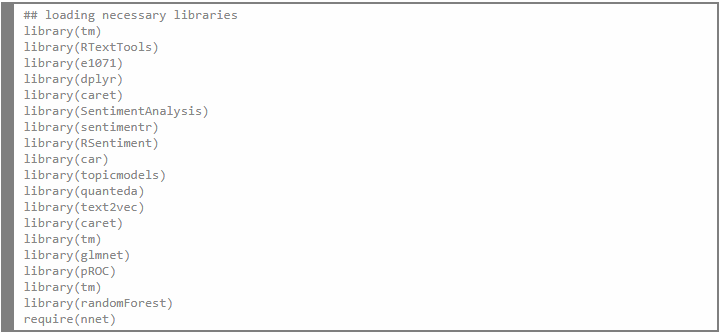 ## loading necessary libraries
library(tm)
library(RTextTools)
library(e1071)
library(dplyr)
library(caret)
library(SentimentAnalysis)
library(sentimentr)
library(RSentiment)
library(car)
library(topicmodels)
library(quanteda)
library(text2vec)
library(caret)
library(tm)
library(glmnet)
library(pROC)
library(tm)
library(randomForest)
require(nnet)